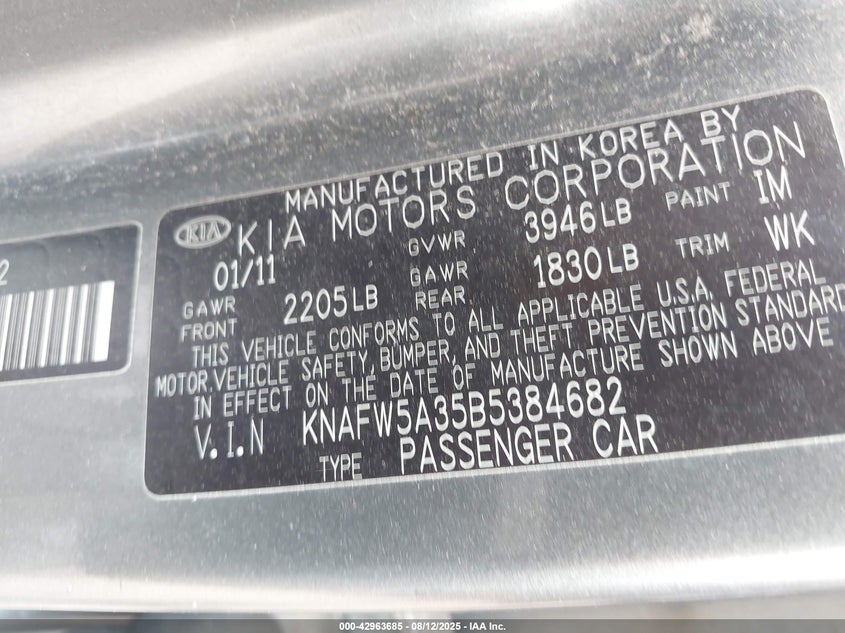 MANUFACTURED IN KOREA BY
KIA KIA MOTORS CORPORATION
01/11 GVWR 3946LB PAINT IM
GAWR FRONT 2205LB GAWR REAR 1830LB TRIM WK
THIS VEHICLE CONFORMS TO ALL APPLICABLE U.S.A. FEDERAL
MOTOR.VEHICLE SAFETY, BUMPER, AND THEFT PREVENTION STANDARD
IN EFFECT ON THE DATE OF MANUFACTURE SHOWN ABOVE
V.I.N KNAFW5A35B5384682
TYPE PASSENGER CAR
2
000-42963685 - 08/12/2025 - IAA Inc.